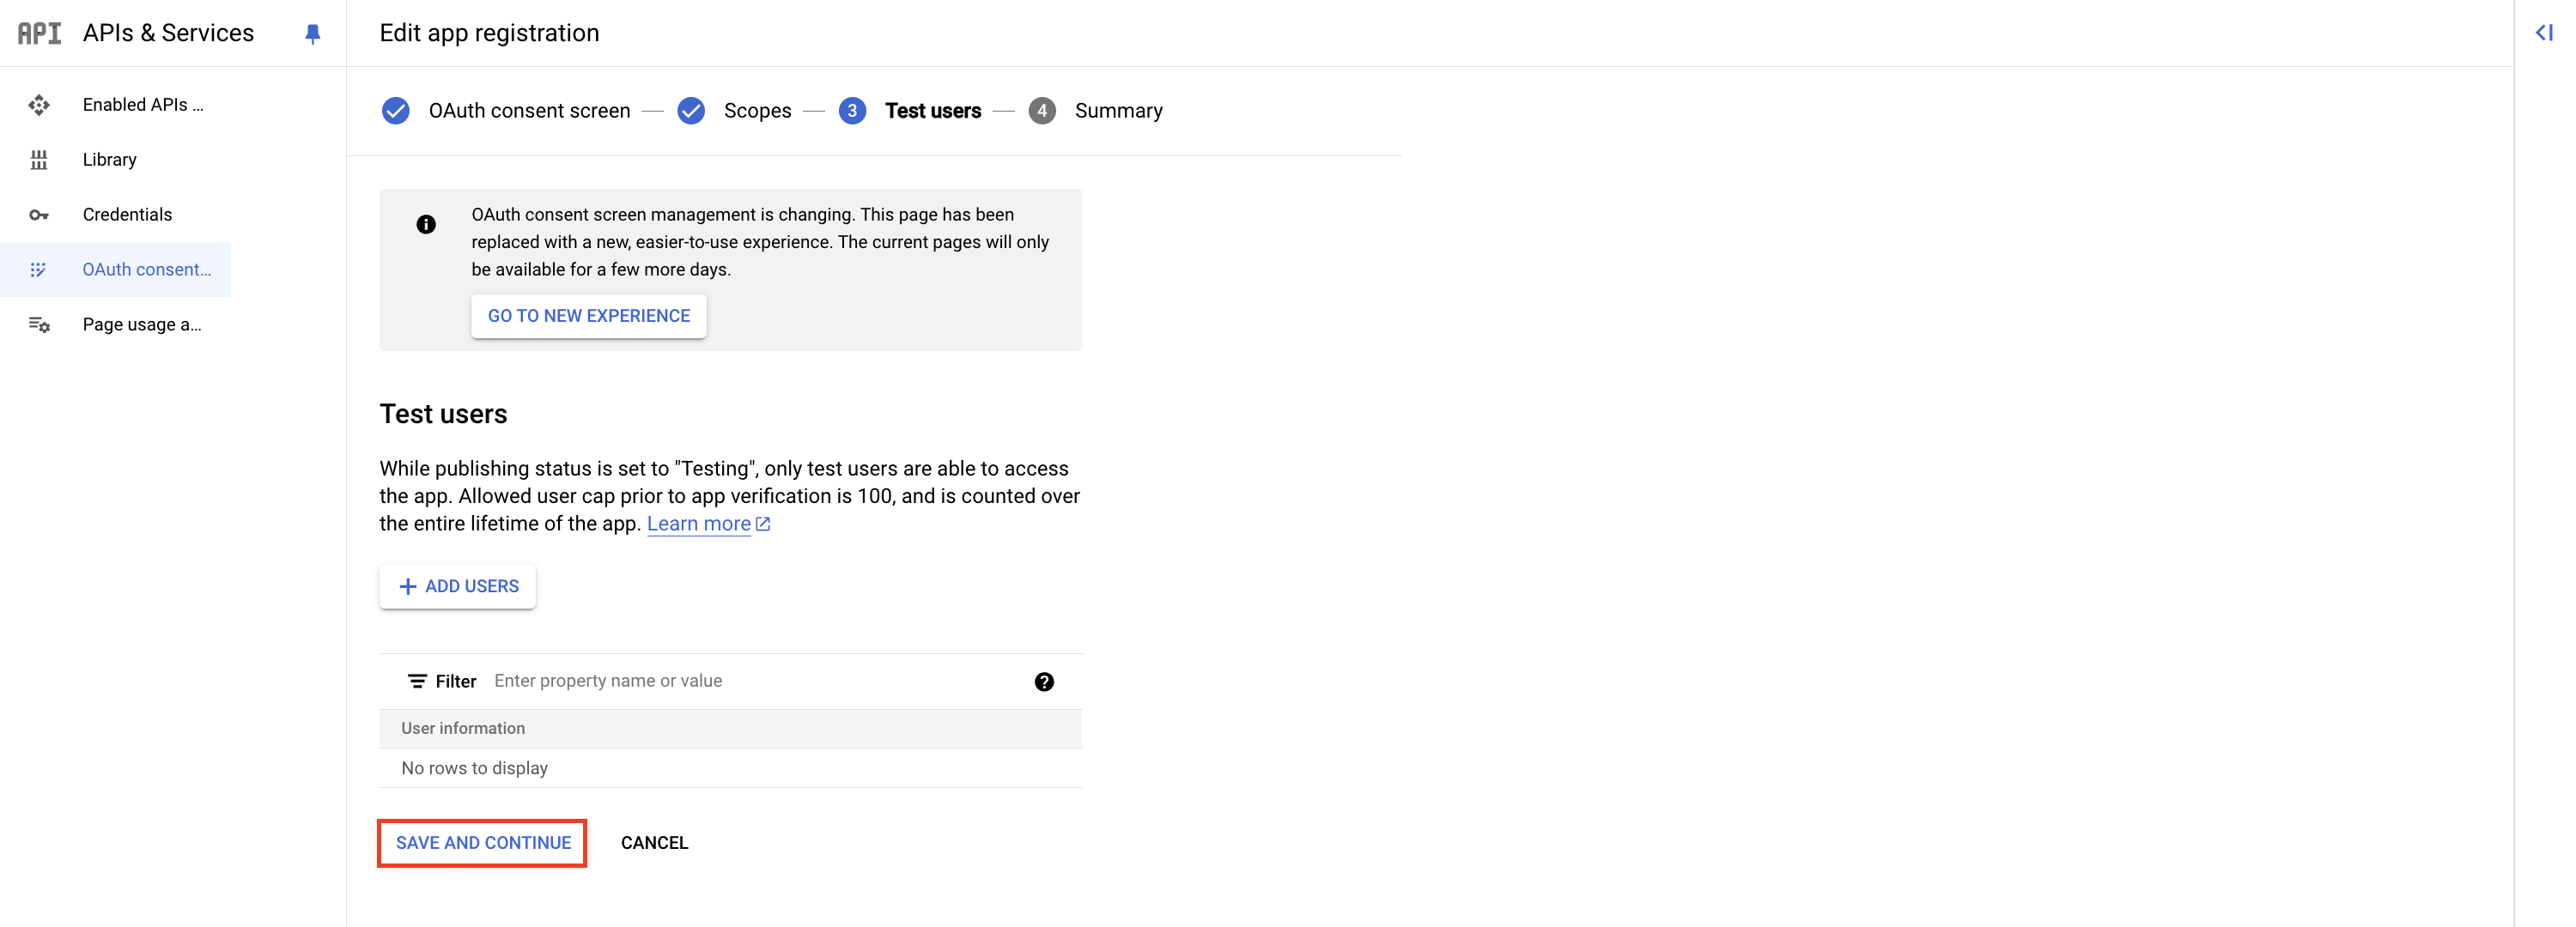 API APIs & Services
Edit app registration
Enabled APIs ...
Library
Credentials
OAuth consent...
Page usage a...
OAuth consent screen
Scopes
3 Test users
4 Summary
OAuth consent screen management is changing. This page has been
replaced with a new, easier-to-use experience. The current pages will only
be available for a few more days.
GO TO NEW EXPERIENCE
Test users
While publishing status is set to "Testing", only test users are able to access
the app. Allowed user cap prior to app verification is 100, and is counted over
the entire lifetime of the app. Learn more
ADD USERS
Filter Enter property name or value
User information
No rows to display
SAVE AND CONTINUE CANCEL